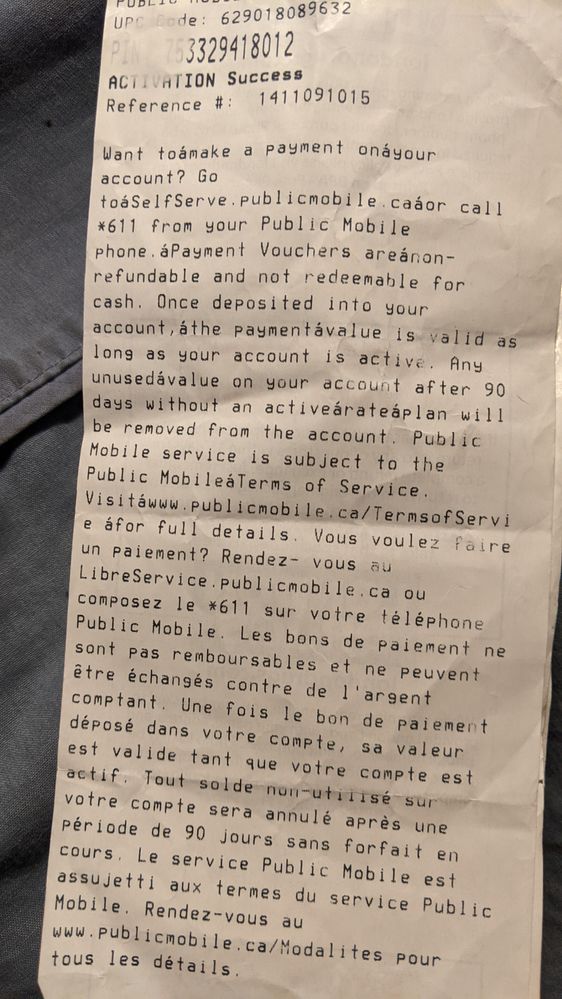 PUBLIC
UPC Code: 629018089632
PIN: 753329418012
ACTIVATION Success
Reference #: 1411091015
Want toámake a payment onáyour
account? Go
toáSelfServe.publicmobile.caáor call
*611 from your Public Mobile
phone.áPayment Vouchers areánon-
refundable and not redeemable for
cash. Once deposited into your
account,áthe paymentávalue is valid as
long as your account is active. Any
unusedávalue on your account after 90
days without an activeárateáplan will
be removed from the account. Public
Mobile service is subject to the
Public MobileáTerms of Service.
Visitáwww.publicmobile.ca/TermsofServi
e áfor full details. Vous voulez faire
un paiement? Rendez- vous au
LibreService.publicmobile.ca ou
composez le *611 sur votre téléphone
Public Mobile. Les bons de paiement ne
sont pas remboursables et ne peuvent
être échangés contre de l'argent
comptant. Une fois le bon de paiement
déposé dans votre compte, sa valeur
est valide tant que votre compte est
actif. Tout solde non-utilisé sur
votre compte sera annulé après une
période de 90 jours sans forfait en
cours. Le service Public Mobile est
assujetti aux termes du service Public
Mobile. Rendez-vous au
www.publicmobile.ca/Modalites pour
tous les détails.